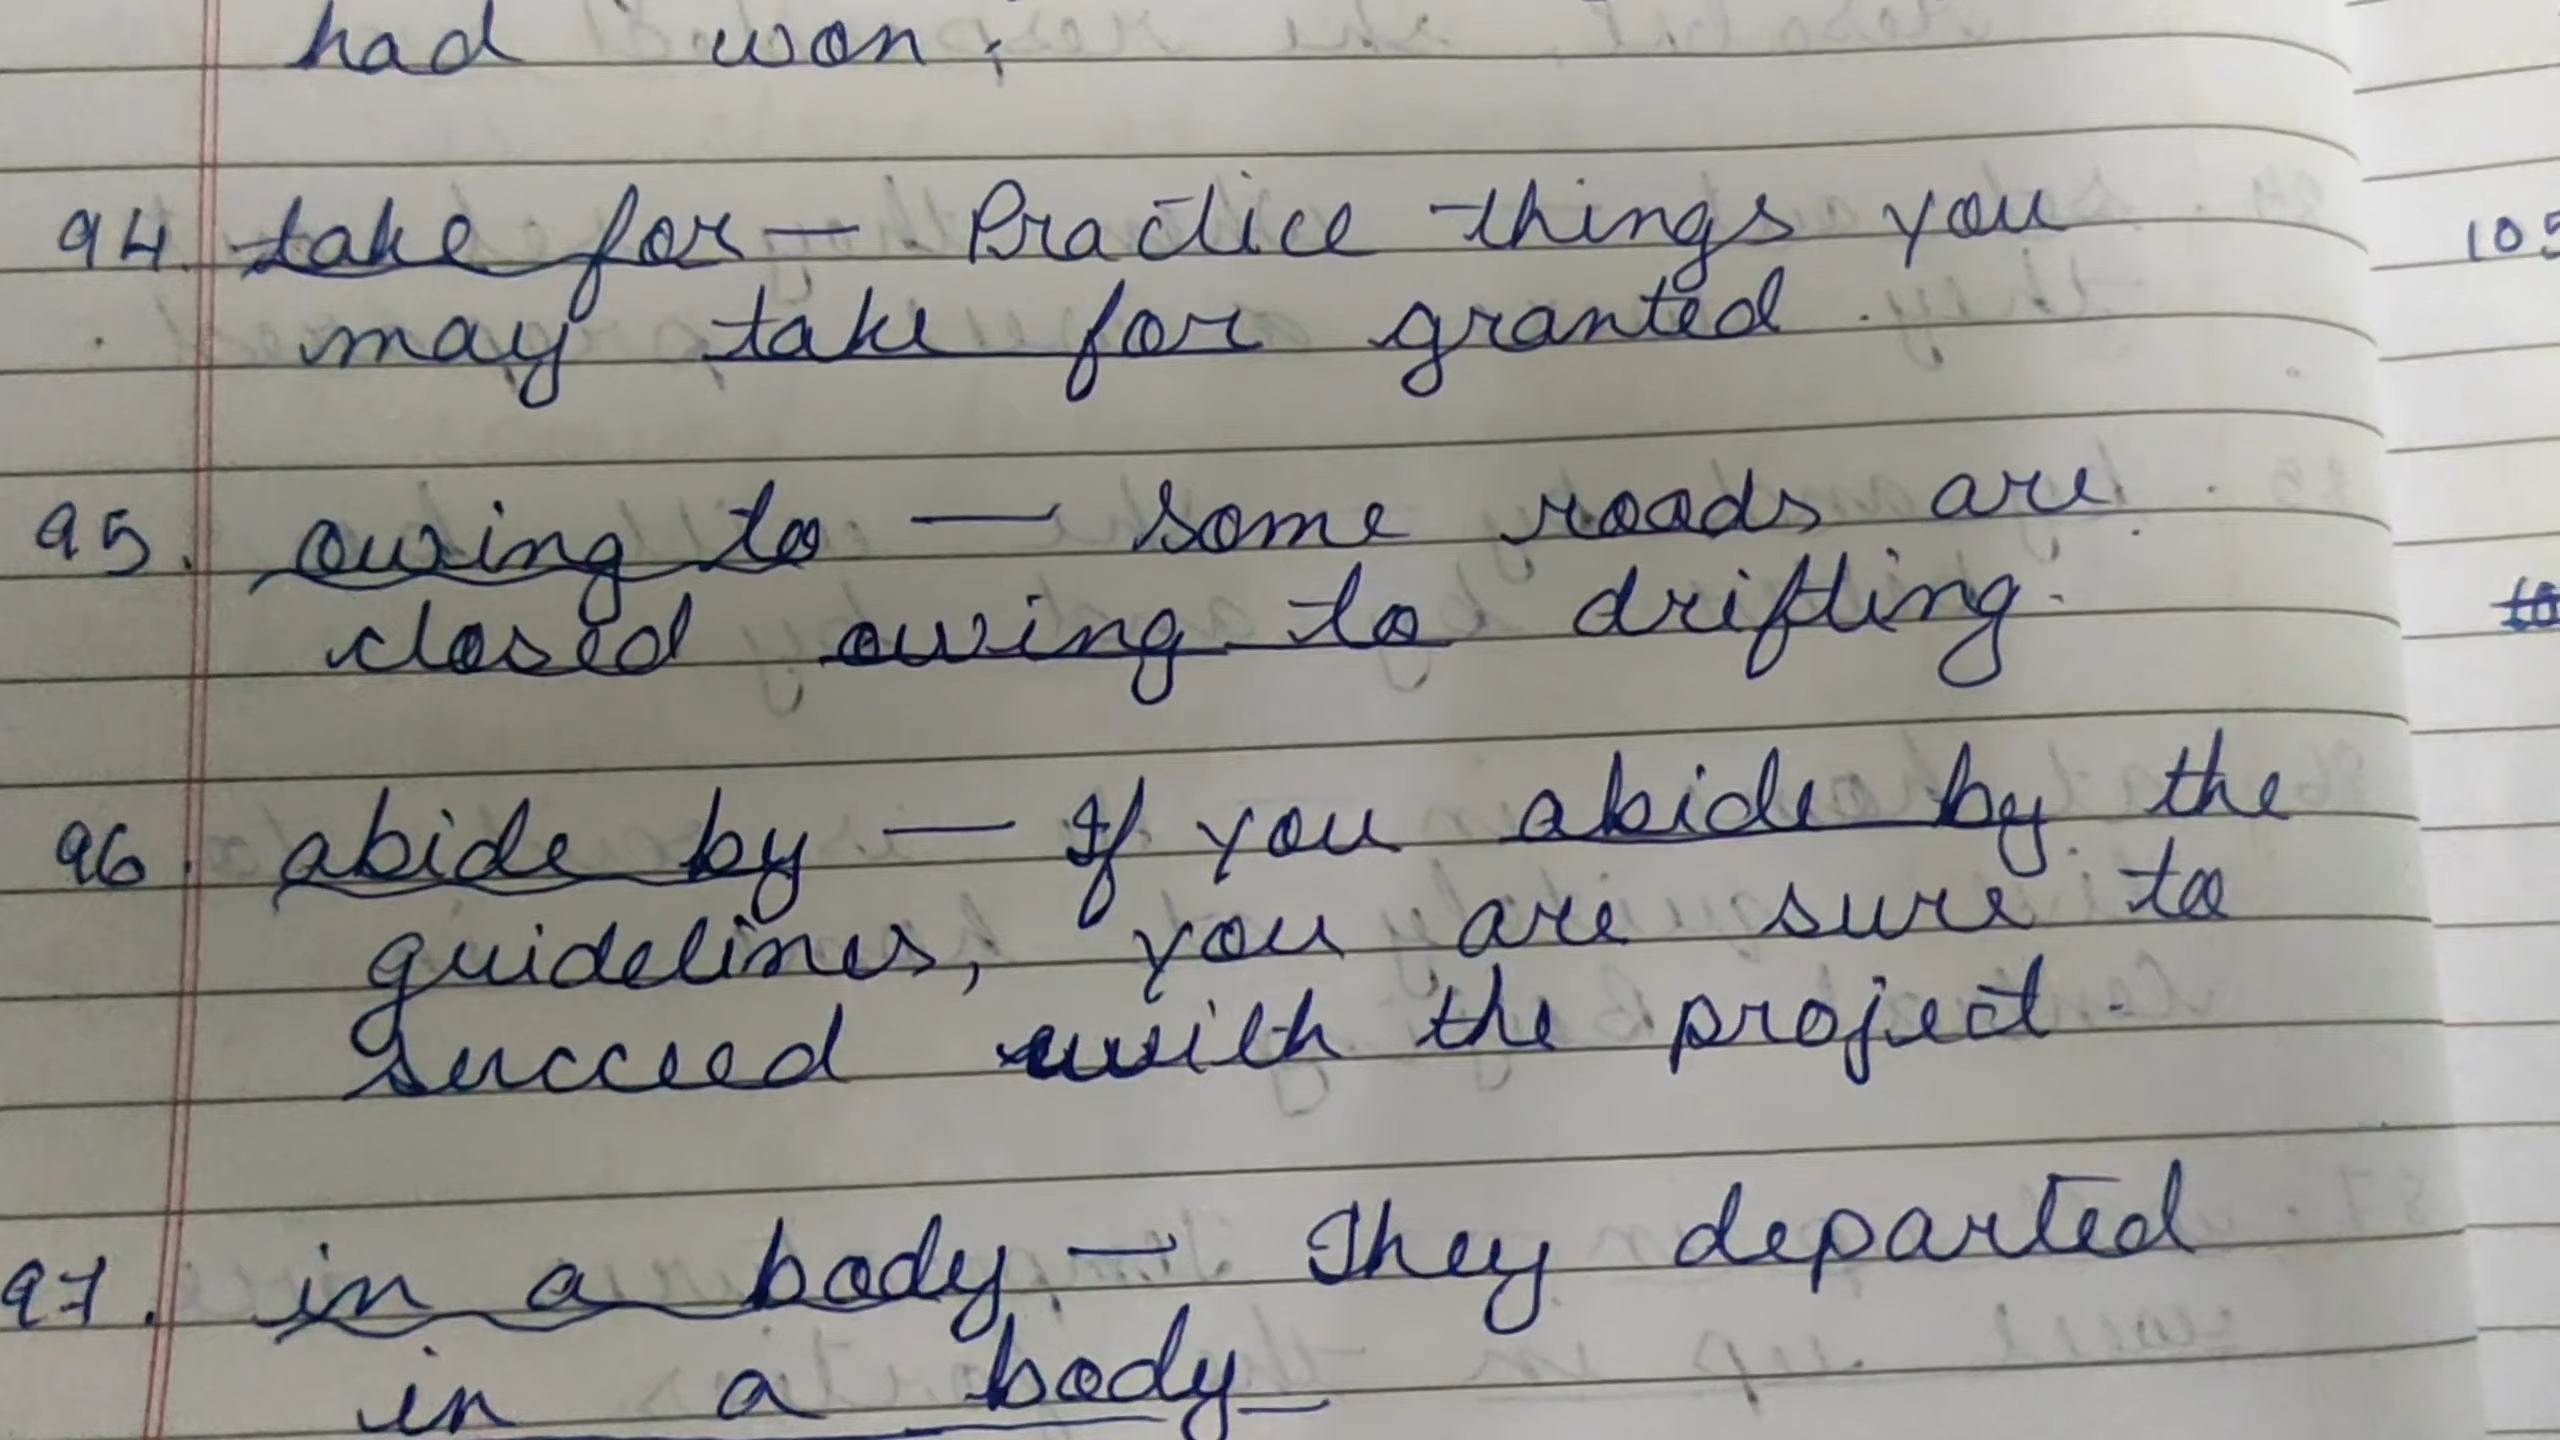 had won.
94. take for — Practice things you
may take for granted.
95. owing to — some roads are
closed owing to drifting.
96. abide by — If you abide by the
guidelines, you are sure to
succeed with the project.
97. in a body — They departed
in a body
105